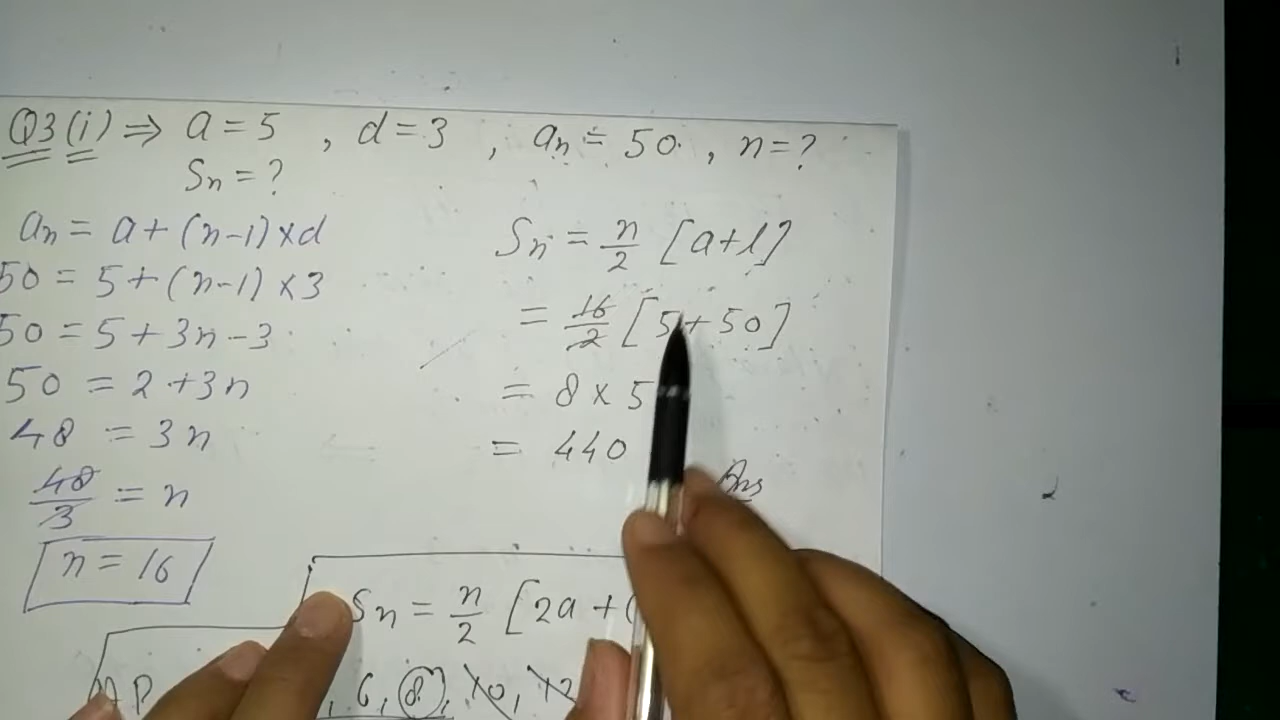 Q3(i) ⇒ a = 5 , d = 3 , an = 50 , n = ?
Sn = ?
an = a + (n-1) × d
50 = 5 + (n-1) × 3
50 = 5 + 3n - 3
50 = 2 + 3n
48 = 3n
48/3 = n
n = 16
Sn = n/2 [a + l]
= 16/2 [5 + 50]
= 8 × 5
= 440
Ans
Sn = n/2 [2a + (
AP
, 6, 8, 10, 12